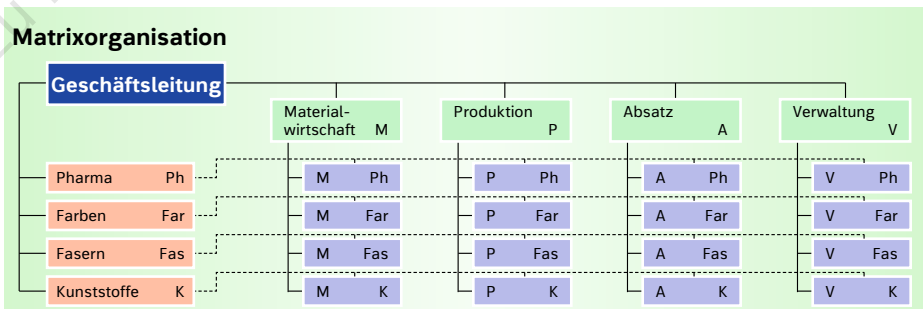 Matrixorganisation
Geschäftsleitung
Material-
wirtschaft M
Produktion
P
Absatz
A
Verwaltung
V
Pharma Ph M Ph P Ph A Ph V Ph
Farben Far M Far P Far A Far V Far
Fasern Fas M Fas P Fas A Fas V Fas
Kunststoffe K M K P K A K V K